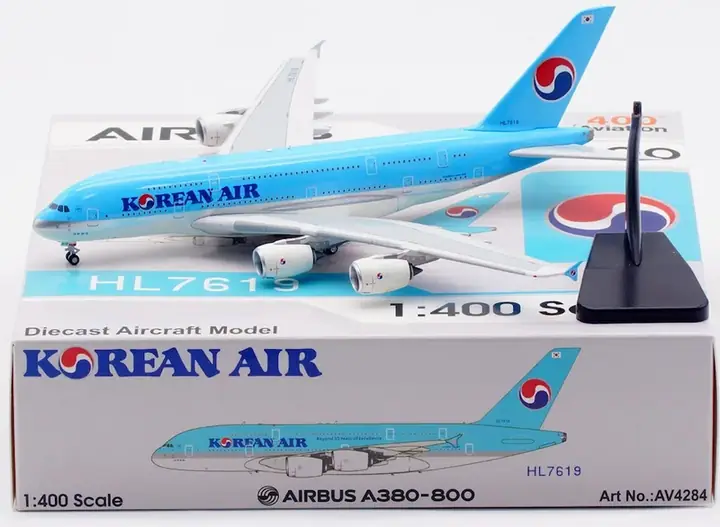 HL7619
KOREAN AIR
400
aviation
HL7619
1:400 Sc
Diecast Aircraft Model
KOREAN AIR
KOREAN AIR
HL7619
1:400 Scale
AIRBUS A380-800
Art No.:AV4284